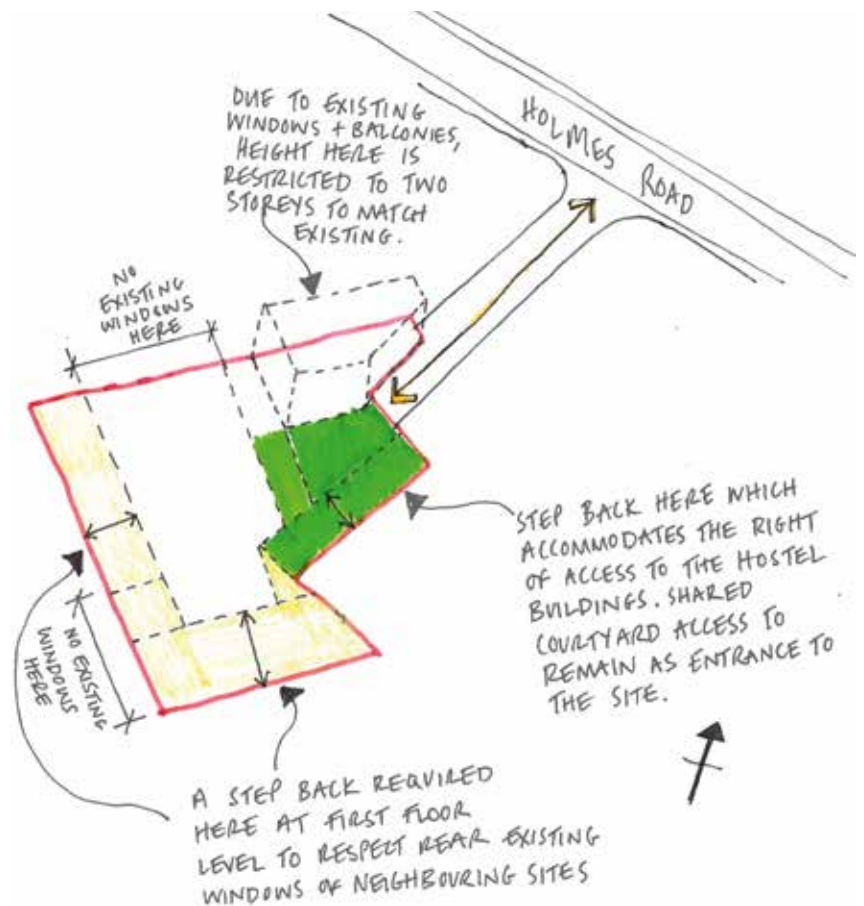 DUE TO EXISTING
WINDOWS + BALCONIES,
HEIGHT HERE IS
RESTRICTED TO TWO
STOREYS TO MATCH
EXISTING.
HOLMES ROAD
NO
EXISTING
WINDOWS
HERE
STEP BACK HERE WHICH
ACCOMMODATES THE RIGHT
OF ACCESS TO THE HOSTEL
BUILDINGS. SHARED
COURTYARD ACCESS TO
REMAIN AS ENTRANCE TO
THE SITE.
NO EXISTING
WINDOWS
HERE
A STEP BACK REQUIRED
HERE AT FIRST FLOOR
LEVEL TO RESPECT REAR EXISTING
WINDOWS OF NEIGHBOURING SITES